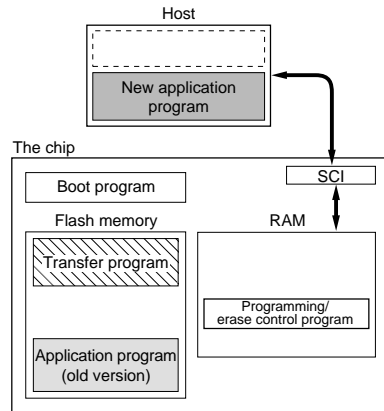 Host
New application
program
The chip
SCI
Boot program
Flash memory
RAM
Transfer program
Programming/
erase control program
Application program
(old version)